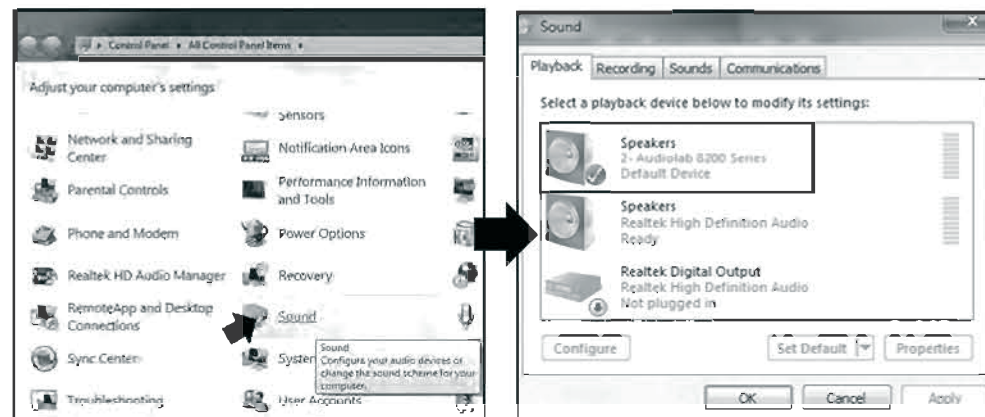 Control Panel ▸ All Control Panel Items ▸
Adjust your computer's settings
Sensors
Network and Sharing Center
Notification Area Icons
Parental Controls
Performance Information and Tools
Phone and Modem
Power Options
Realtek HD Audio Manager
Recovery
RemoteApp and Desktop Connections
Sound
Sound
Configure your audio devices or
change the sound scheme for your
computer.
Sync Center
System
Troubleshooting
User Accounts
Sound
Playback Recording Sounds Communications
Select a playback device below to modify its settings:
Speakers
2- Audiolab 8200 Series
Default Device
Speakers
Realtek High Definition Audio
Ready
Realtek Digital Output
Realtek High Definition Audio
Not plugged in
Configure Set Default Properties
OK Cancel Apply